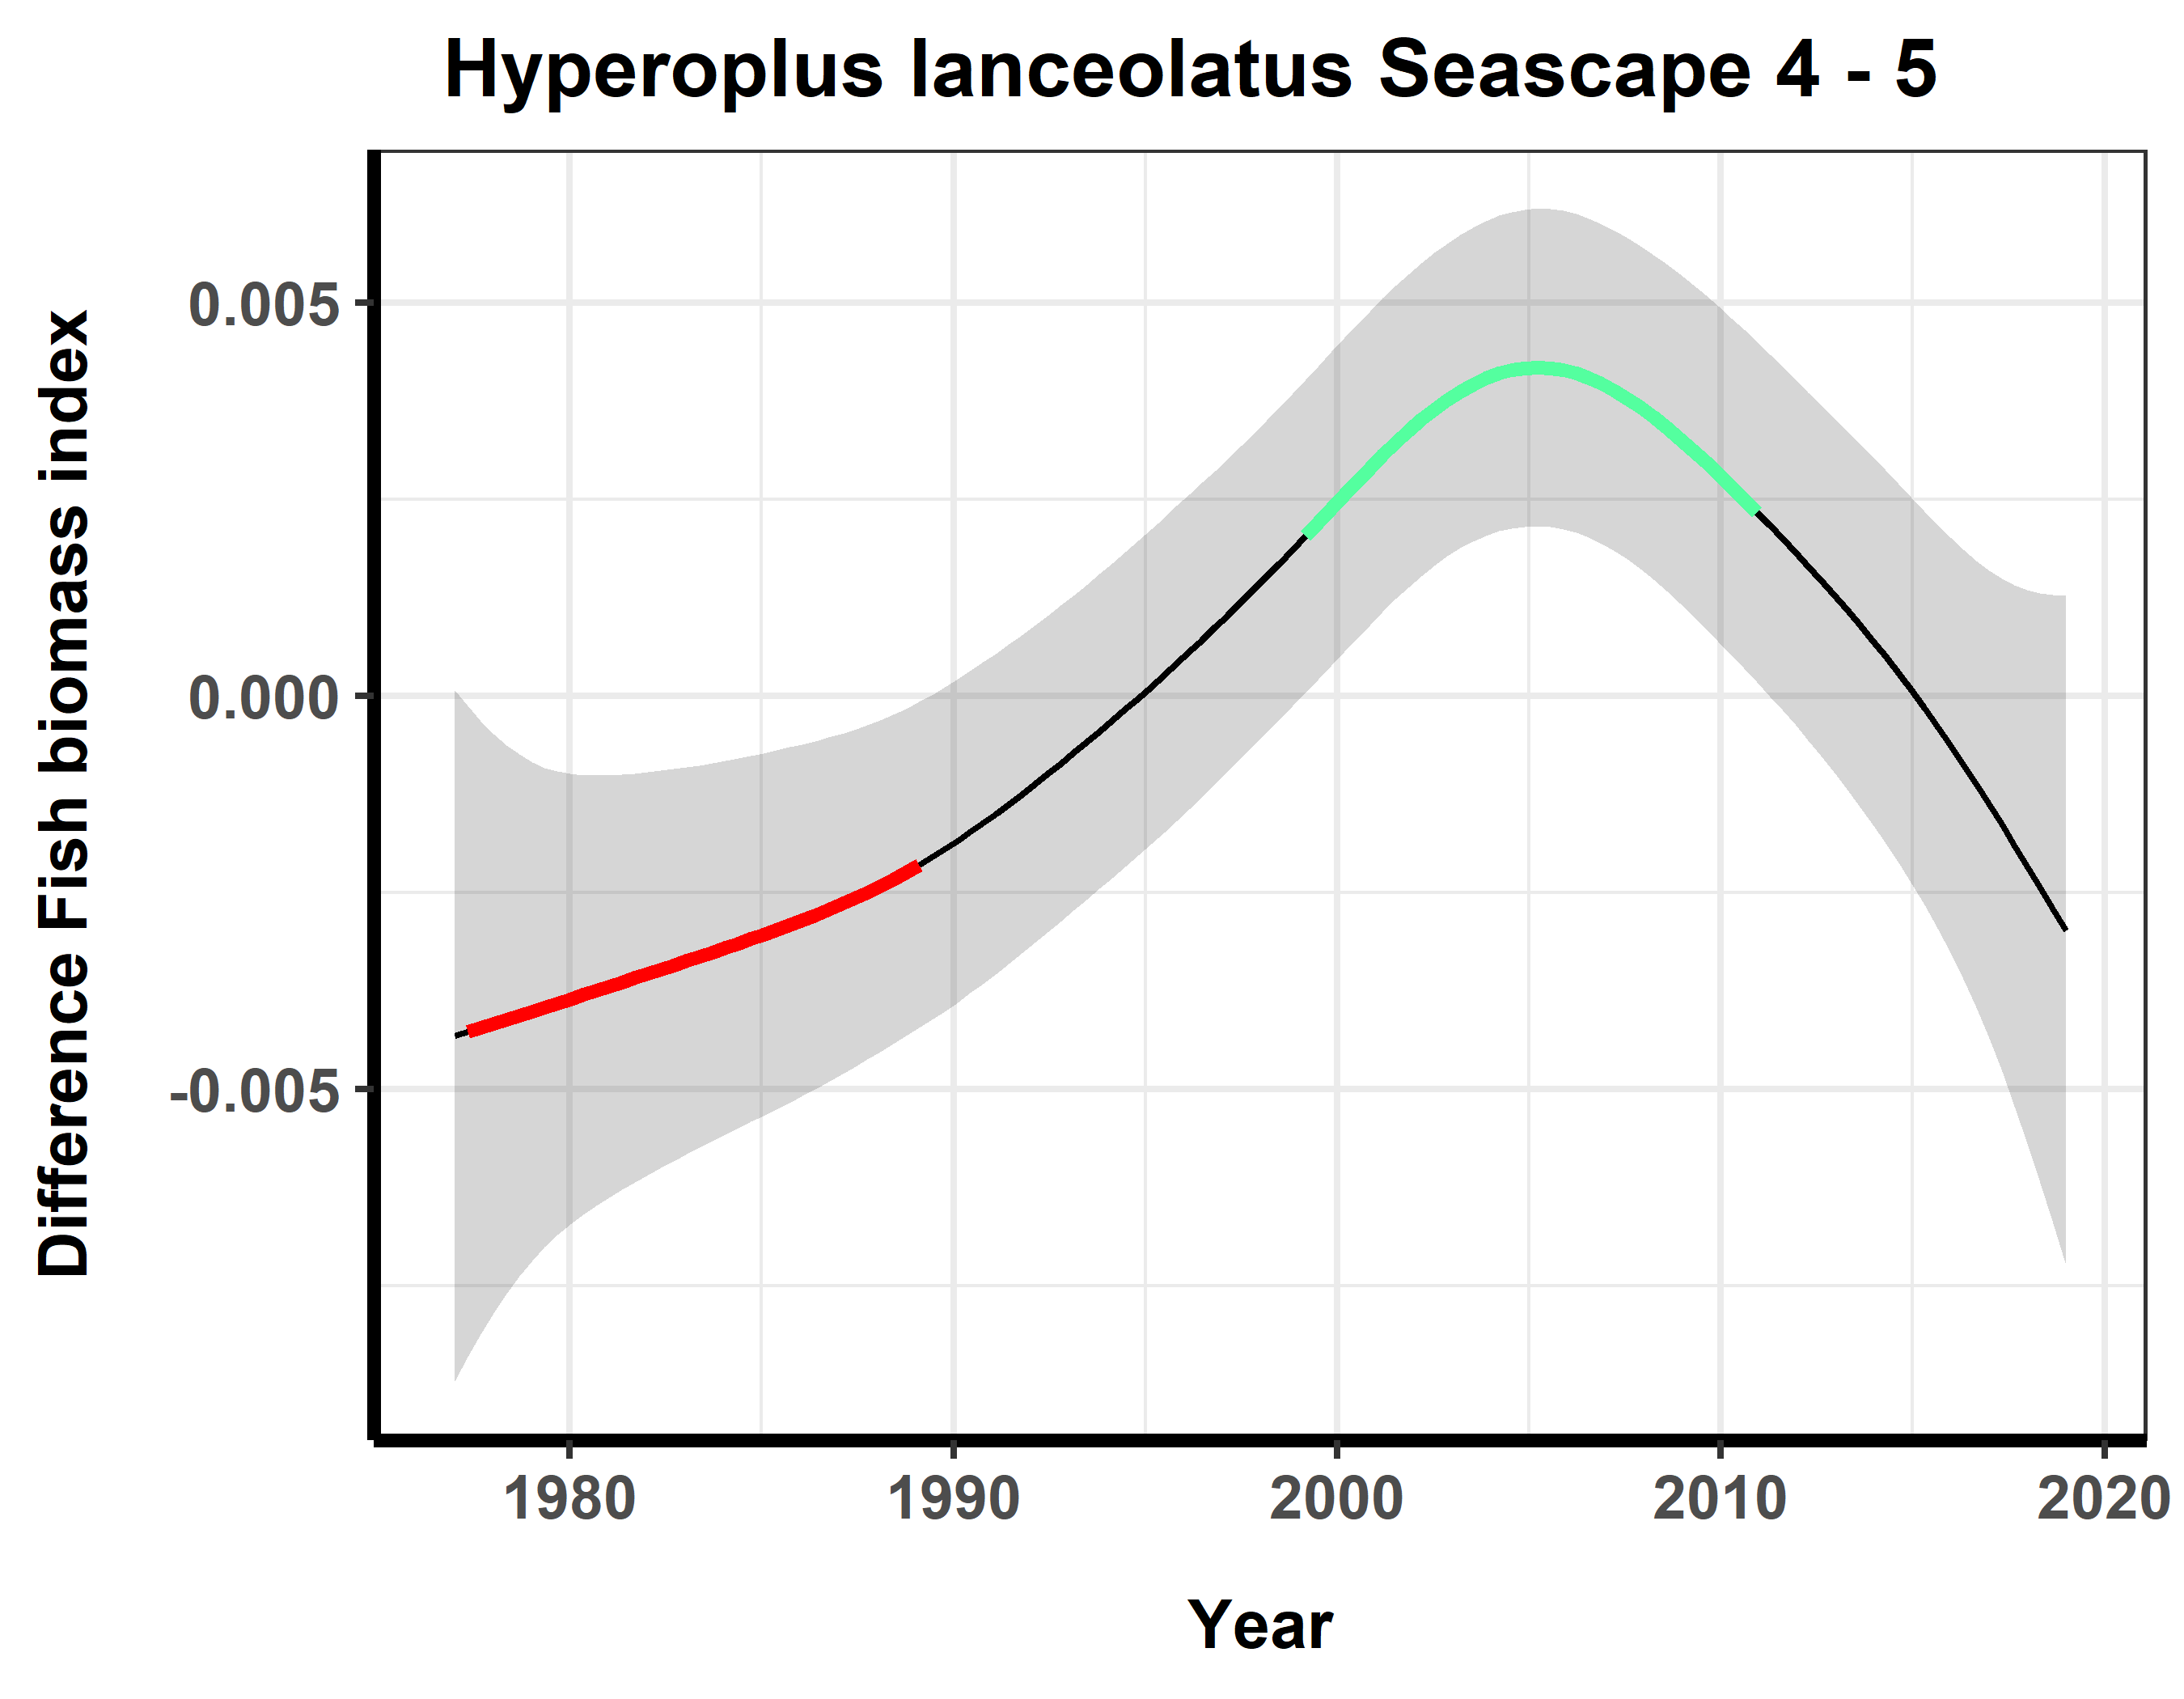 Hyperoplus lanceolatus Seascape 4 - 5
Difference Fish biomass index
0.005
0.000
-0.005
1980
1990
2000
2010
2020
Year